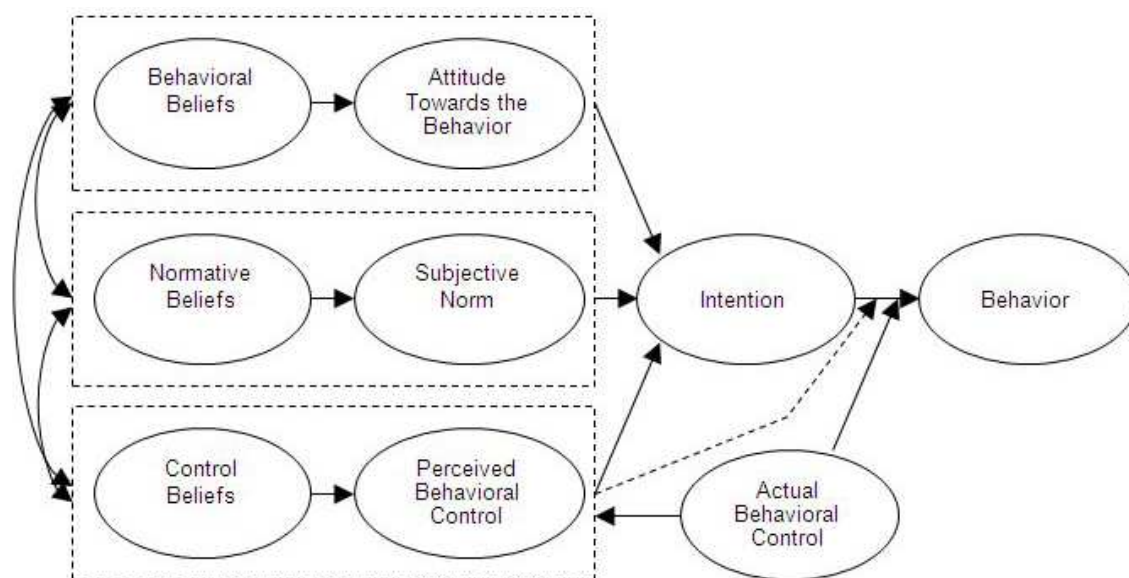 Behavioral
Beliefs
Attitude
Towards the
Behavior
Normative
Beliefs
Subjective
Norm
Intention
Behavior
Control
Beliefs
Perceived
Behavioral
Control
Actual
Behavioral
Control